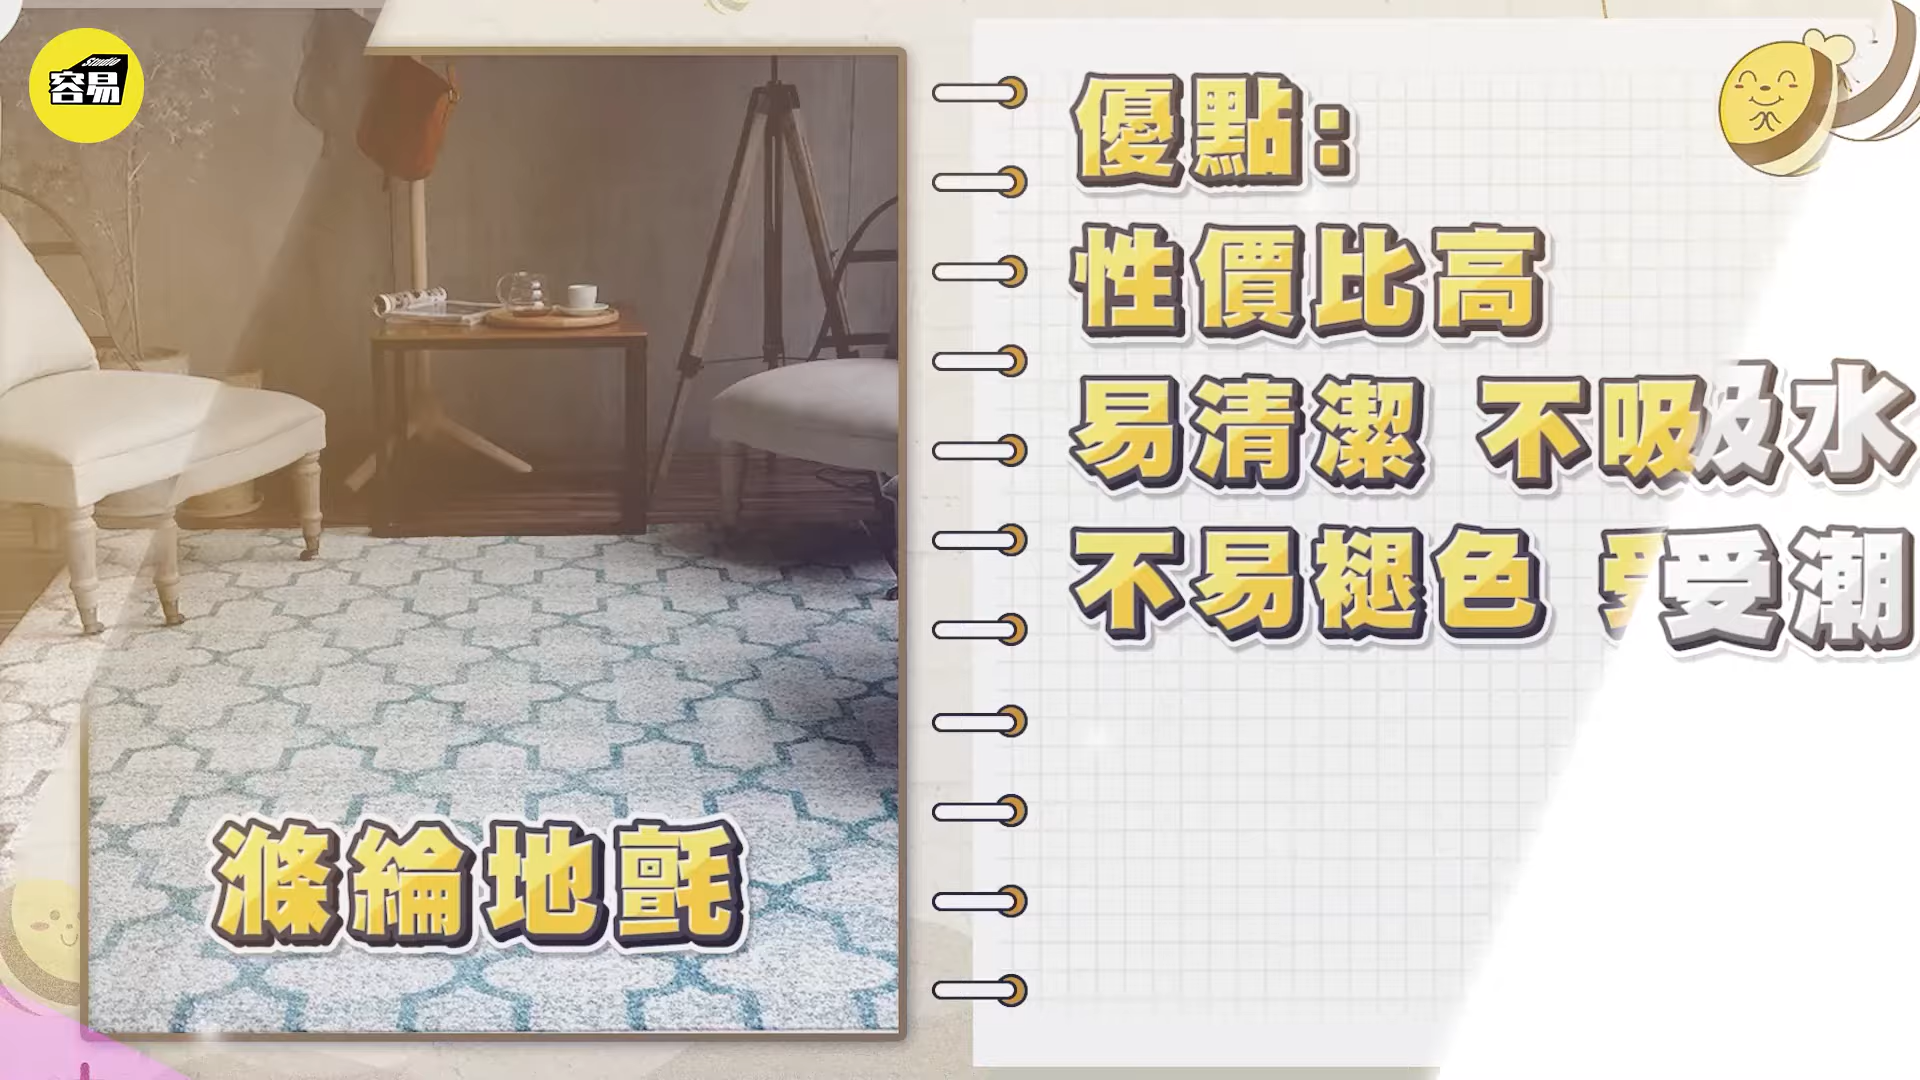 Studio
容易
優點:
性價比高
易清潔 不吸水
不易褪色 受潮
滌綸地氈